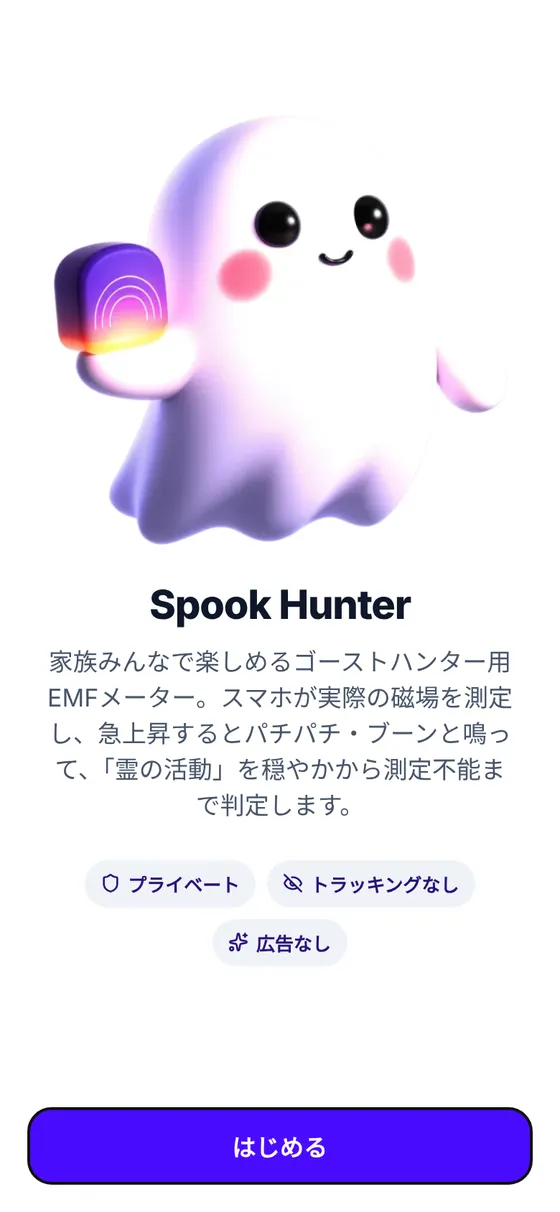 Spook Hunter
家族みんなで楽しめるゴーストハンター用
EMFメーター。スマホが実際の磁場を測定
し、急上昇するとパチパチ・ブーンと鳴っ
て、「霊の活動」を穏やかから測定不能ま
で判定します。
プライベート
トラッキングなし
広告なし
はじめる